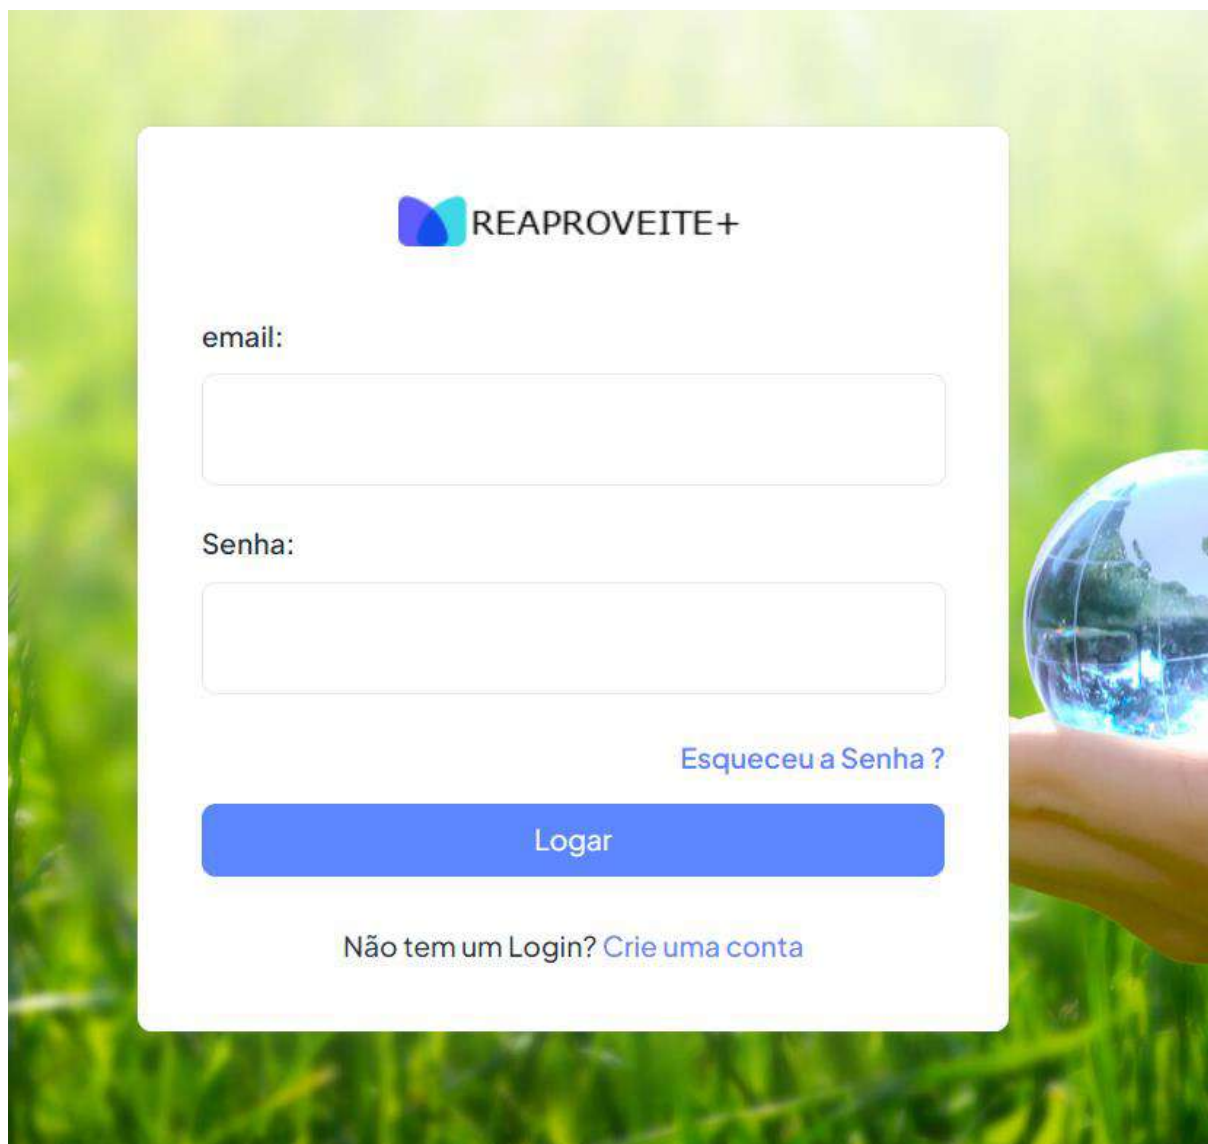 REAPROVEITE+
email:
Senha:
Esqueceu a Senha ?
Logar
Não tem um Login? Crie uma conta